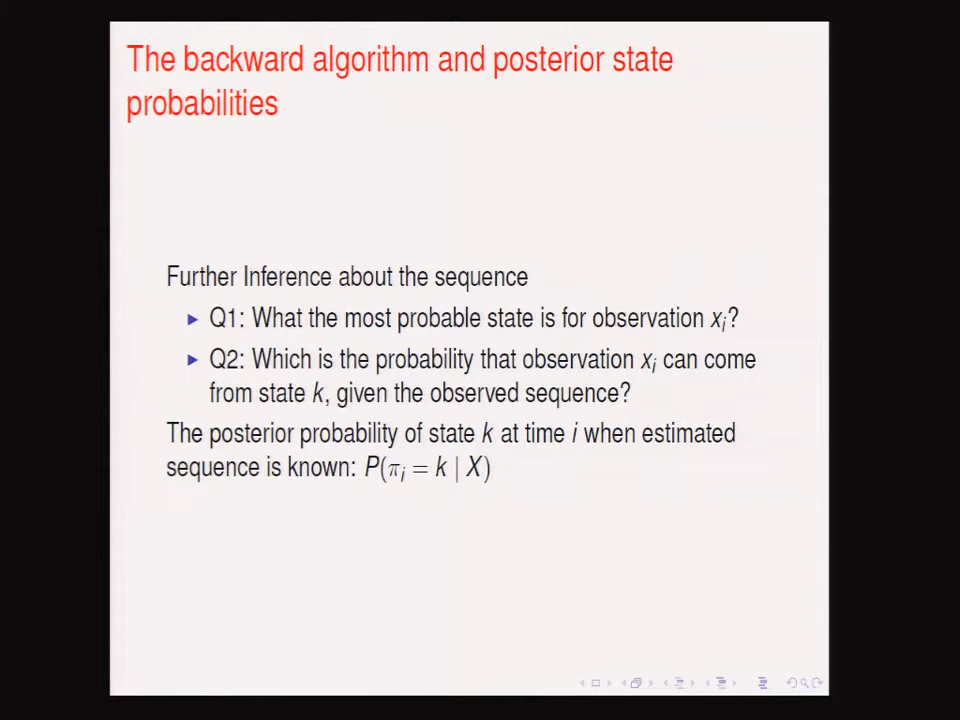 The backward algorithm and posterior state
probabilities
Further Inference about the sequence
Q1: What the most probable state is for observation xᵢ?
Q2: Which is the probability that observation xᵢ can come
from state k, given the observed sequence?
The posterior probability of state k at time i when estimated
sequence is known: P(πᵢ = k | X)